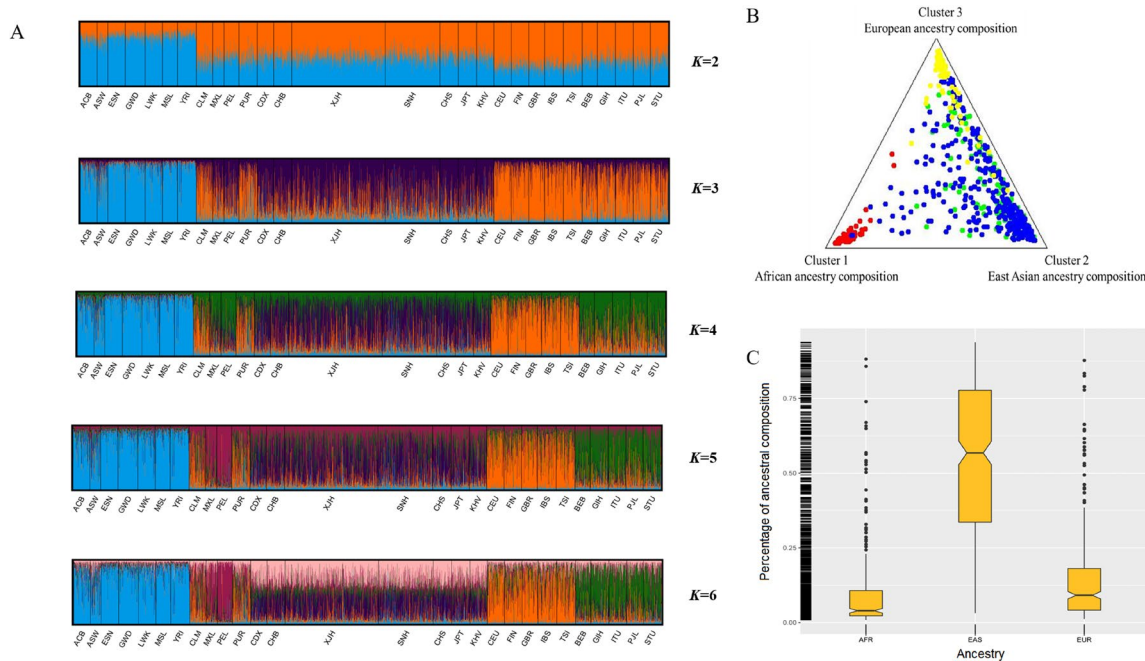 A
K=2
ACB ASW ESN GWD LWK MSL YRI CLM MXL PEL PUR CDX CHB XJH SNH CHS JPT KHV CEU FIN GBR IBS TSI BEB GIH ITU PJL STU
K=3
ACB ASW ESN GWD LWK MSL YRI CLM MXL PEL PUR CDX CHB XJH SNH CHS JPT KHV CEU FIN GBR IBS TSI BEB GIH ITU PJL STU
K=4
ACB ASW ESN GWD LWK MSL YRI CLM MXL PEL PUR CDX CHB XJH SNH CHS JPT KHV CEU FIN GBR IBS TSI BEB GIH ITU PJL STU
K=5
ACB ASW ESN GWD LWK MSL YRI CLM MXL PEL PUR CDX CHB XJH SNH CHS JPT KHV CEU FIN GBR IBS TSI BEB GIH ITU PJL STU
K=6
ACB ASW ESN GWD LWK MSL YRI CLM MXL PEL PUR CDX CHB XJH SNH CHS JPT KHV CEU FIN GBR IBS TSI BEB GIH ITU PJL STU
B
Cluster 3
European ancestry composition
Cluster 1
African ancestry composition
Cluster 2
East Asian ancestry composition
C
Percentage of ancestral composition
0.75
0.50
0.25
0.00
AFR EAS EUR
Ancestry